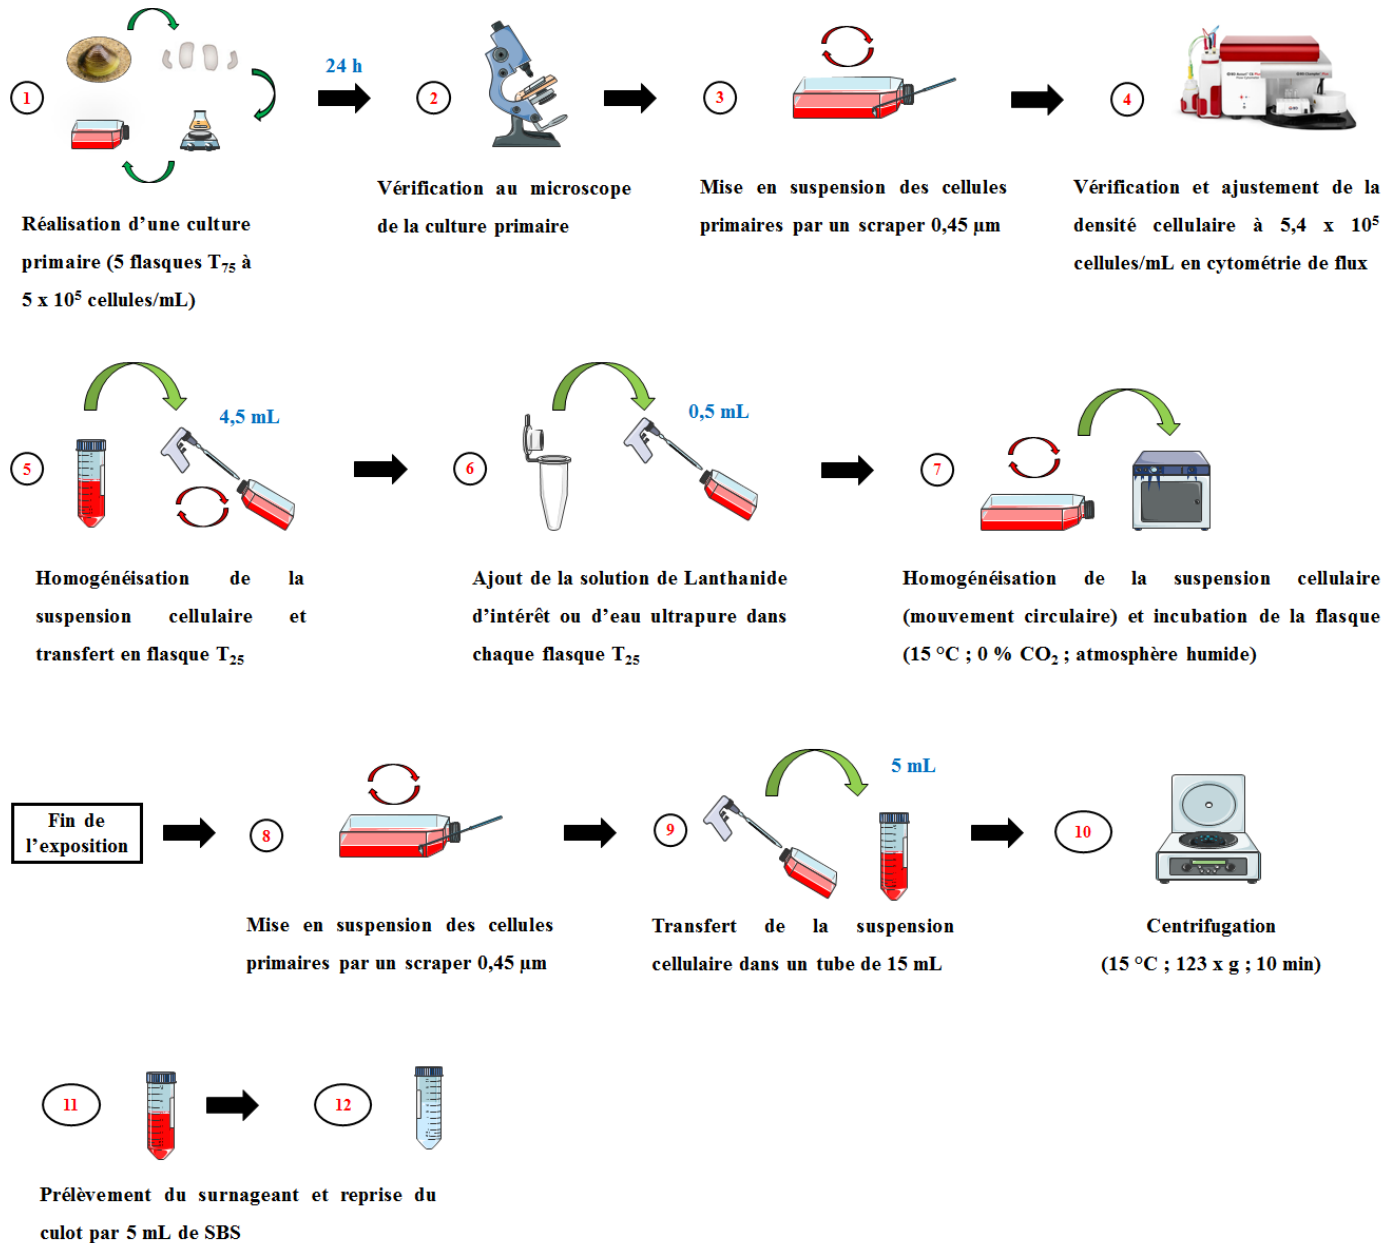 1
24 h
2
3
4
Réalisation d’une culture
primaire (5 flasques T75 à
5 x 10⁵ cellules/mL)
Vérification au microscope
de la culture primaire
Mise en suspension des cellules
primaires par un scraper 0,45 µm
Vérification et ajustement de la
densité cellulaire à 5,4 x 10⁵
cellules/mL en cytométrie de flux
5
4,5 mL
6
0,5 mL
7
Homogénéisation de la
suspension cellulaire et
transfert en flasque T25
Ajout de la solution de Lanthanide
d’intérêt ou d’eau ultrapure dans
chaque flasque T25
Homogénéisation de la suspension cellulaire
(mouvement circulaire) et incubation de la flasque
(15 °C ; 0 % CO2 ; atmosphère humide)
Fin de
l’exposition
8
9
5 mL
10
Mise en suspension des cellules
primaires par un scraper 0,45 µm
Transfert de la suspension
cellulaire dans un tube de 15 mL
Centrifugation
(15 °C ; 123 x g ; 10 min)
11
12
Prélèvement du surnageant et reprise du
culot par 5 mL de SBS